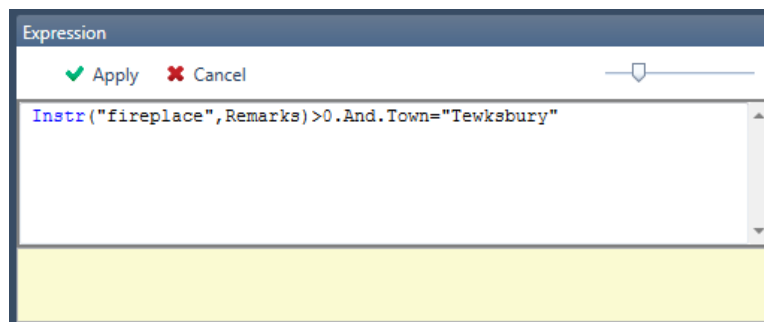 Expression
Apply Cancel
Instr("fireplace",Remarks)>0.And.Town="Tewksbury"